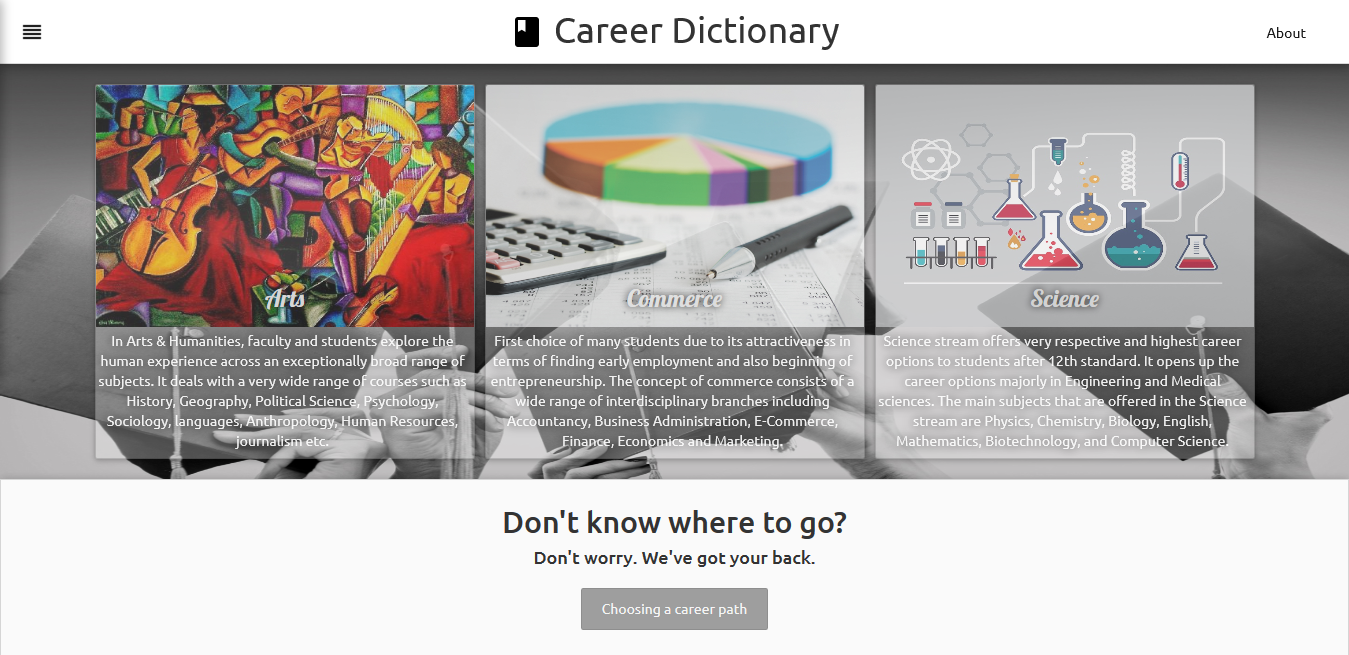 Career Dictionary
About
Arts
In Arts & Humanities, faculty and students explore the
human experience across an exceptionally broad range of
subjects. It deals with a very wide range of courses such as
History, Geography, Political Science, Psychology,
Sociology, languages, Anthropology, Human Resources,
journalism etc.
Commerce
First choice of many students due to its attractiveness in
terms of finding early employment and also beginning of
entrepreneurship. The concept of commerce consists of a
wide range of interdisciplinary branches including
Accountancy, Business Administration, E-Commerce,
Finance, Economics and Marketing.
Science
Science stream offers very respective and highest career
options to students after 12th standard. It opens up the
career options majorly in Engineering and Medical
sciences. The main subjects that are offered in the Science
stream are Physics, Chemistry, Biology, English,
Mathematics, Biotechnology, and Computer Science.
Don't know where to go?
Don't worry. We've got your back.
Choosing a career path